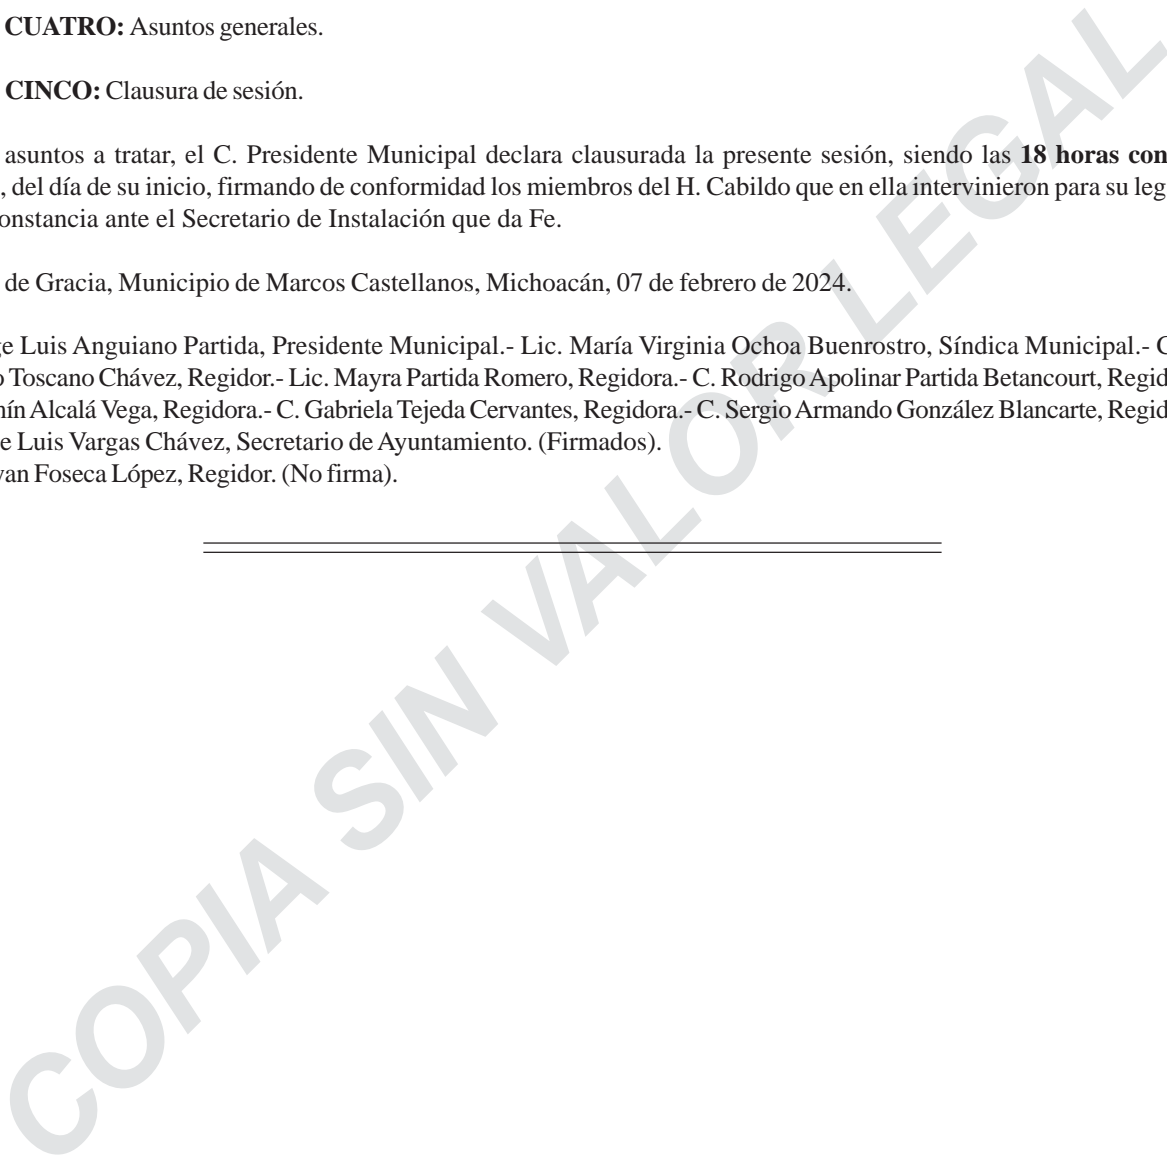 CUATRO: Asuntos generales.
CINCO: Clausura de sesión.
asuntos a tratar, el C. Presidente Municipal declara clausurada la presente sesión, siendo las 18 horas con
, del día de su inicio, firmando de conformidad los miembros del H. Cabildo que en ella intervinieron para su leg
onstancia ante el Secretario de Instalación que da Fe.
de Gracia, Municipio de Marcos Castellanos, Michoacán, 07 de febrero de 2024.
e Luis Anguiano Partida, Presidente Municipal.- Lic. María Virginia Ochoa Buenrostro, Síndica Municipal.- C
o Toscano Chávez, Regidor.- Lic. Mayra Partida Romero, Regidora.- C. Rodrigo Apolinar Partida Betancourt, Regid
nín Alcalá Vega, Regidora.- C. Gabriela Tejeda Cervantes, Regidora.- C. Sergio Armando González Blancarte, Regid
e Luis Vargas Chávez, Secretario de Ayuntamiento. (Firmados).
van Foseca López, Regidor. (No firma).
COPIA SIN VALOR LEGAL